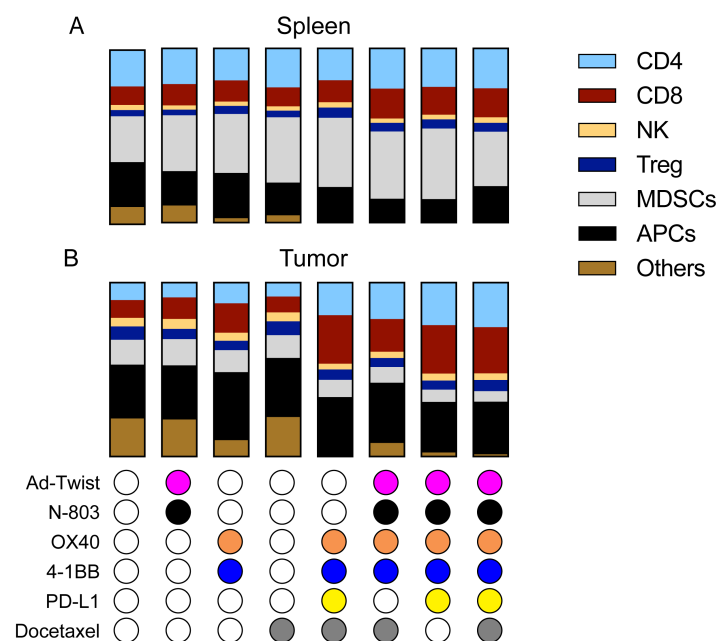 A Spleen
CD4
CD8
NK
Treg
MDSCs
APCs
Others
B Tumor
Ad-Twist
N-803
OX40
4-1BB
PD-L1
Docetaxel